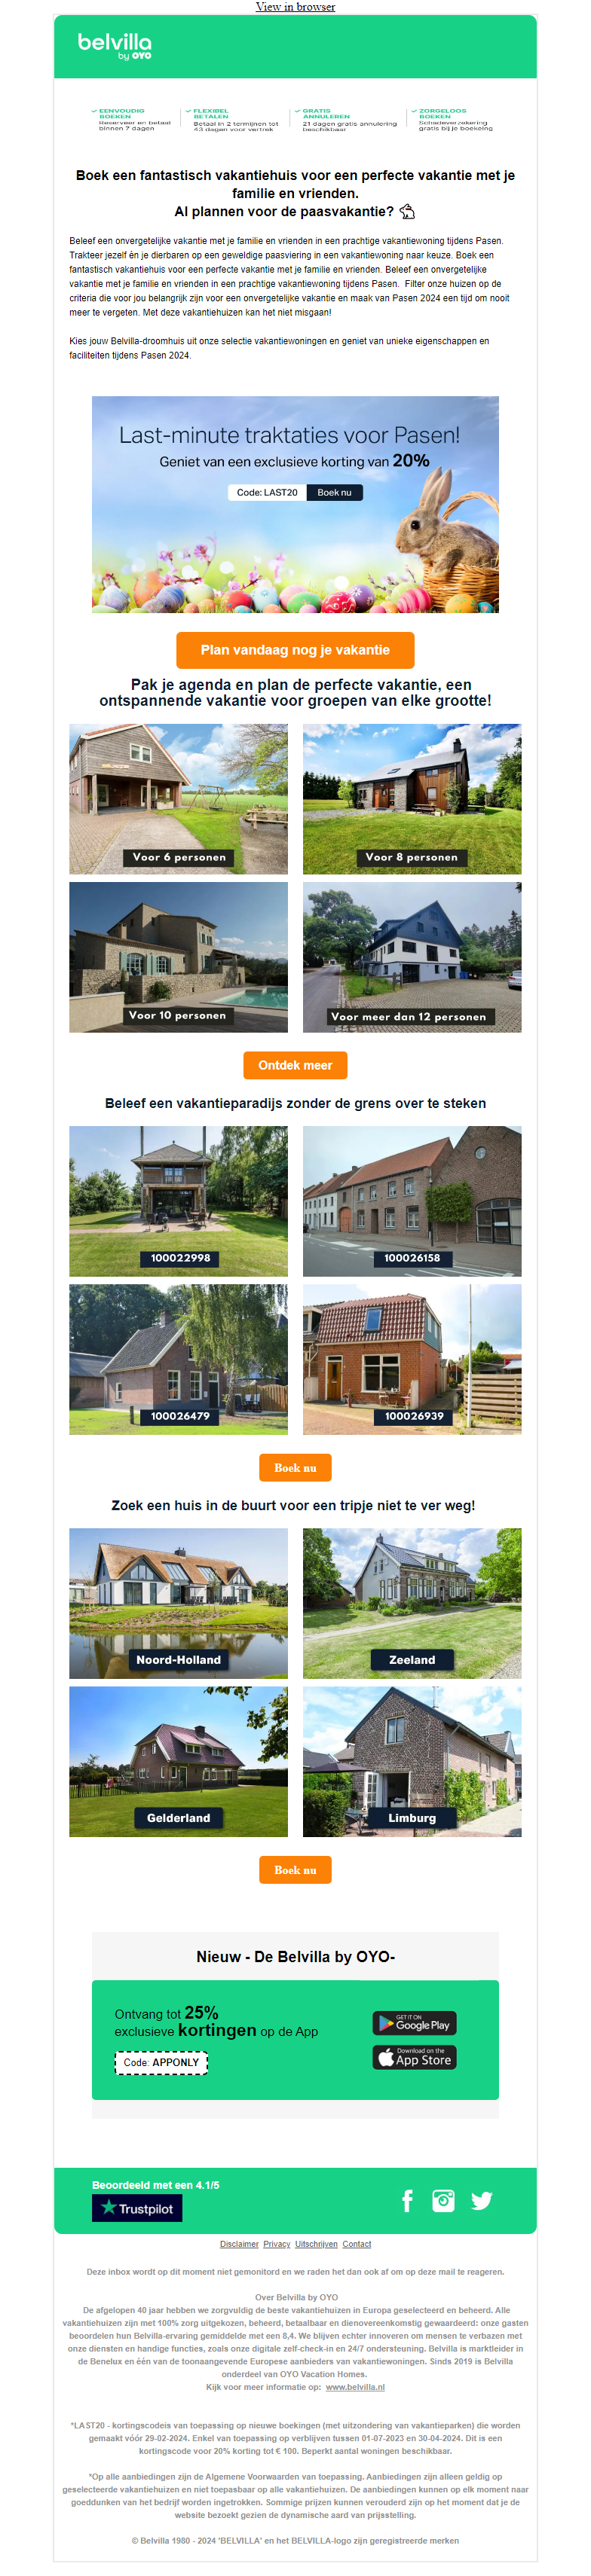 View in browser
belvilla
by OYO
EENVOUDIG
BOEKEN
Reserveer en betaal
binnen 7 dagen
FLEXIBEL
BETALEN
Betaal in 2 termijnen tot
43 dagen voor vertrek
GRATIS
ANNULEREN
21 dagen gratis annulering
beschikbaar
ZORGELOOS
BOEKEN
Schadeverzekering
gratis bij je boeking
Boek een fantastisch vakantiehuis voor een perfecte vakantie met je
familie en vrienden.
Al plannen voor de paasvakantie?
Beleef een onvergetelijke vakantie met je familie en vrienden in een prachtige vakantiewoning tijdens Pasen.
Trakteer jezelf én je dierbaren op een geweldige paasviering in een vakantiewoning naar keuze. Boek een
fantastisch vakantiehuis voor een perfecte vakantie met je familie en vrienden. Beleef een onvergetelijke
vakantie met je familie en vrienden in een prachtige vakantiewoning tijdens Pasen. Filter onze huizen op de
criteria die voor jou belangrijk zijn voor een onvergetelijke vakantie en maak van Pasen 2024 een tijd om nooit
meer te vergeten. Met deze vakantiehuizen kan het niet misgaan!
Kies jouw Belvilla-droomhuis uit onze selectie vakantiewoningen en geniet van unieke eigenschappen en
faciliteiten tijdens Pasen 2024.
Last-minute traktaties voor Pasen!
Geniet van een exclusieve korting van 20%
Code: LAST20 Boek nu
Plan vandaag nog je vakantie
Pak je agenda en plan de perfecte vakantie, een
ontspannende vakantie voor groepen van elke grootte!
Voor 6 personen
Voor 8 personen
Voor 10 personen
Voor meer dan 12 personen
Ontdek meer
Beleef een vakantieparadijs zonder de grens over te steken
100022998
100026158
100026479
100026939
Boek nu
Zoek een huis in de buurt voor een tripje niet te ver weg!
Noord-Holland
Zeeland
Gelderland
Limburg
Boek nu
Nieuw - De Belvilla by OYO-
Ontvang tot 25%
exclusieve kortingen op de App
Code: APPONLY
GET IT ON
Google Play
Download on the
App Store
Beoordeeld met een 4.1/5
Trustpilot
Disclaimer Privacy Uitschrijven Contact
Deze inbox wordt op dit moment niet gemonitord en we raden het dan ook af om op deze mail te reageren.
Over Belvilla by OYO
De afgelopen 40 jaar hebben we zorgvuldig de beste vakantiehuizen in Europa geselecteerd en beheerd. Alle
vakantiehuizen zijn met 100% zorg uitgekozen, beheerd, betaalbaar en dienovereenkomstig gewaardeerd: onze gasten
beoordelen hun Belvilla-ervaring gemiddelde met een 8,4. We blijven echter innoveren om mensen te verbazen met
onze diensten en handige functies, zoals onze digitale zelf-check-in en 24/7 ondersteuning. Belvilla is marktleider in
de Benelux en één van de toonaangevende Europese aanbieders van vakantiewoningen. Sinds 2019 is Belvilla
onderdeel van OYO Vacation Homes.
Kijk voor meer informatie op: www.belvilla.nl
*LAST20 - kortingscodeis van toepassing op nieuwe boekingen (met uitzondering van vakantieparken) die worden
gemaakt vóór 29-02-2024. Enkel van toepassing op verblijven tussen 01-07-2023 en 30-04-2024. Dit is een
kortingscode voor 20% korting tot € 100. Beperkt aantal woningen beschikbaar.
*Op alle aanbiedingen zijn de Algemene Voorwaarden van toepassing. Aanbiedingen zijn alleen geldig op
geselecteerde vakantiehuizen en niet toepasbaar op alle vakantiehuizen. De aanbiedingen kunnen op elk moment naar
goeddunken van het bedrijf worden ingetrokken. Sommige prijzen kunnen verouderd zijn op het moment dat je de
website bezoekt gezien de dynamische aard van prijsstelling.
© Belvilla 1980 - 2024 'BELVILLA' en het BELVILLA-logo zijn geregistreerde merken